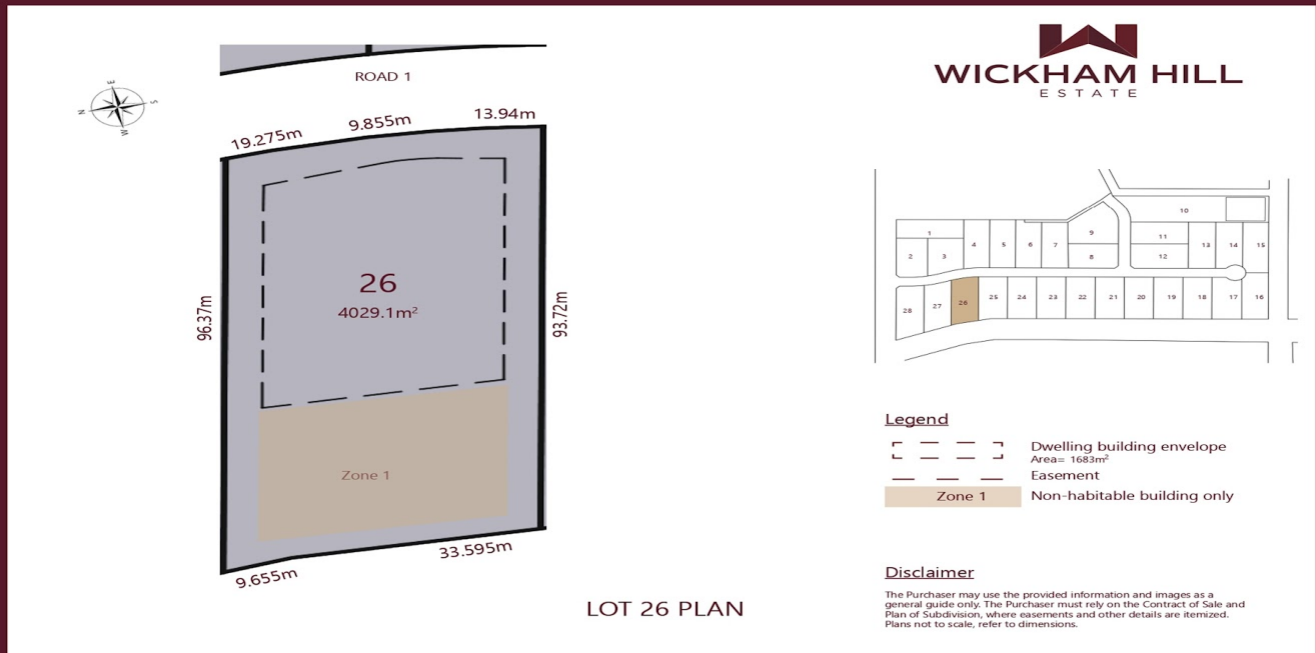 WICKHAM HILL
ESTATE
E
S
N
W
ROAD 1
19.275m
9.855m
13.94m
26
4029.1m²
96.37m
93.72m
Zone 1
9.655m
33.595m
LOT 26 PLAN
10
1
4
5
6
7
9
11
13
14
15
2
3
8
12
28
27
26
25
24
23
22
21
20
19
18
17
16
Legend
Dwelling building envelope
Area= 1683m²
Easement
Zone 1
Non-habitable building only
Disclaimer
The Purchaser may use the provided information and images as a
general guide only. The Purchaser must rely on the Contract of Sale and
Plan of Subdivision, where easements and other details are itemized.
Plans not to scale, refer to dimensions.